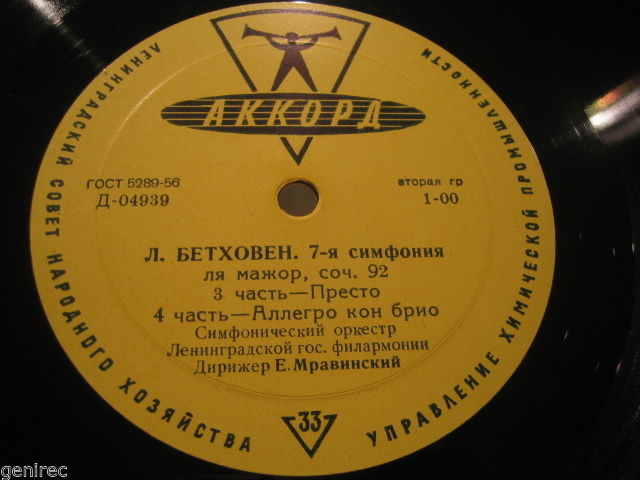 ЛЕНИНГРАДСКИЙ СОВЕТ НАРОДНОГО ХОЗЯЙСТВА
УПРАВЛЕНИЕ ХИМИЧЕСКОЙ ПРОМЫШЛЕННОСТИ
АККОРД
ГОСТ 5289-56
вторая гр
Д-04939
1-00
Л. БЕТХОВЕН. 7-я симфония
ля мажор, соч. 92
3 часть—Престо
4 часть—Аллегро кон брио
Симфонический оркестр
Ленинградской гос. филармонии
Дирижер Е. Мравинский
33
genirec